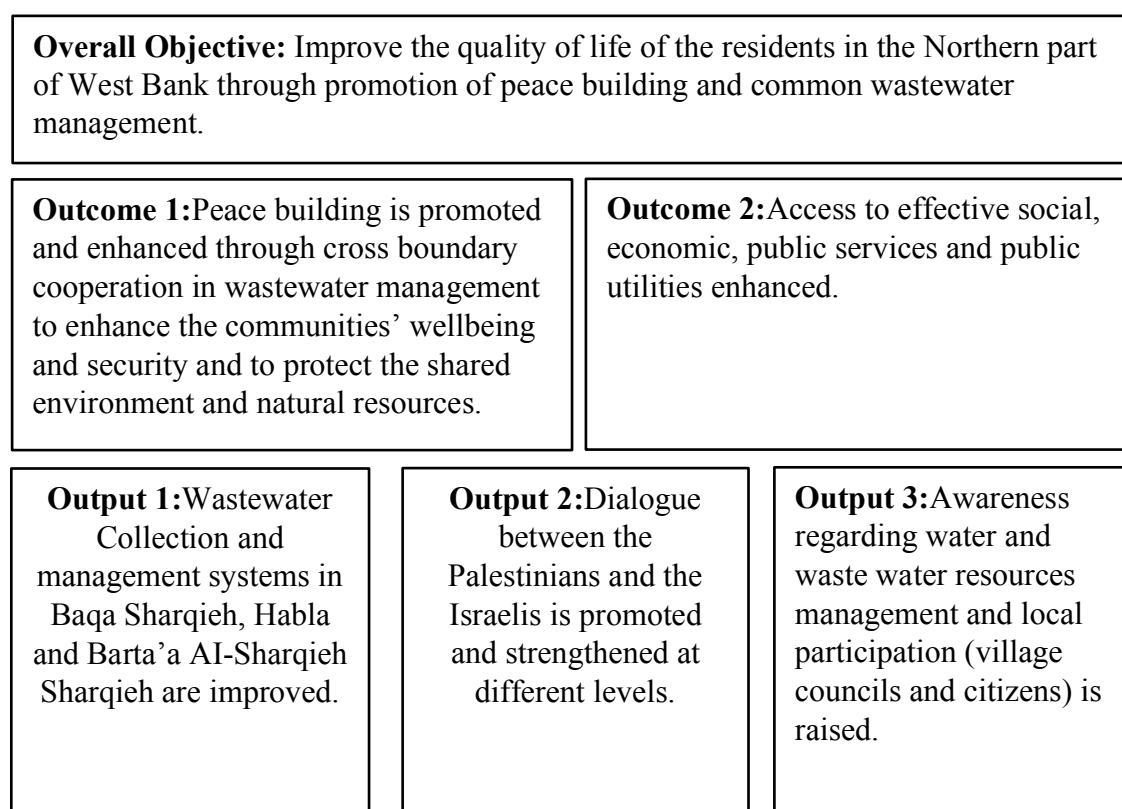 Overall Objective: Improve the quality of life of the residents in the Northern part
of West Bank through promotion of peace building and common wastewater
management.
Outcome 1:Peace building is promoted
and enhanced through cross boundary
cooperation in wastewater management
to enhance the communities’ wellbeing
and security and to protect the shared
environment and natural resources.
Outcome 2:Access to effective social,
economic, public services and public
utilities enhanced.
Output 1:Wastewater
Collection and
management systems in
Baqa Sharqieh, Habla
and Barta’a AI-Sharqieh
Sharqieh are improved.
Output 2:Dialogue
between the
Palestinians and the
Israelis is promoted
and strengthened at
different levels.
Output 3:Awareness
regarding water and
waste water resources
management and local
participation (village
councils and citizens) is
raised.